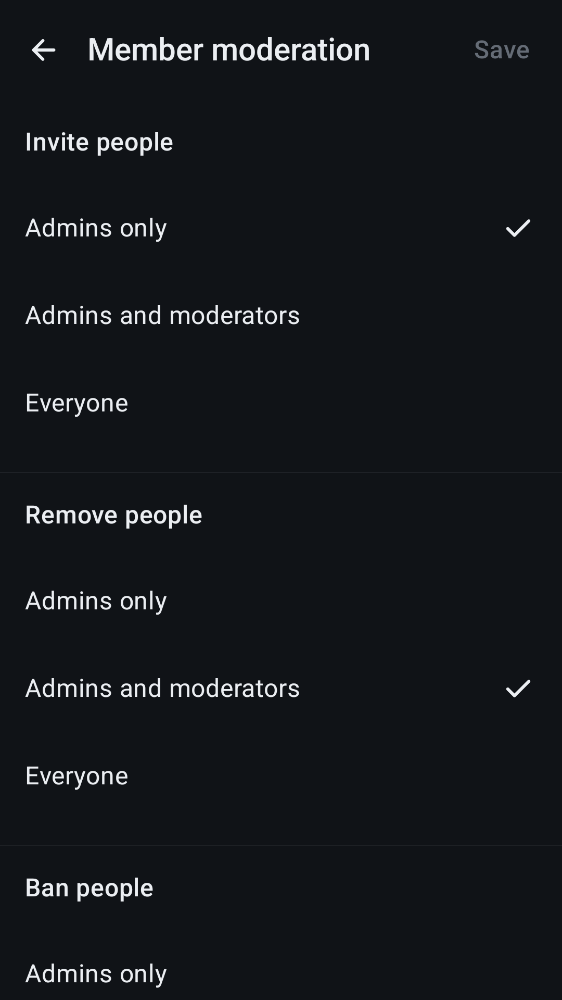 Member moderation
Save
Invite people
Admins only
Admins and moderators
Everyone
Remove people
Admins only
Admins and moderators
Everyone
Ban people
Admins only